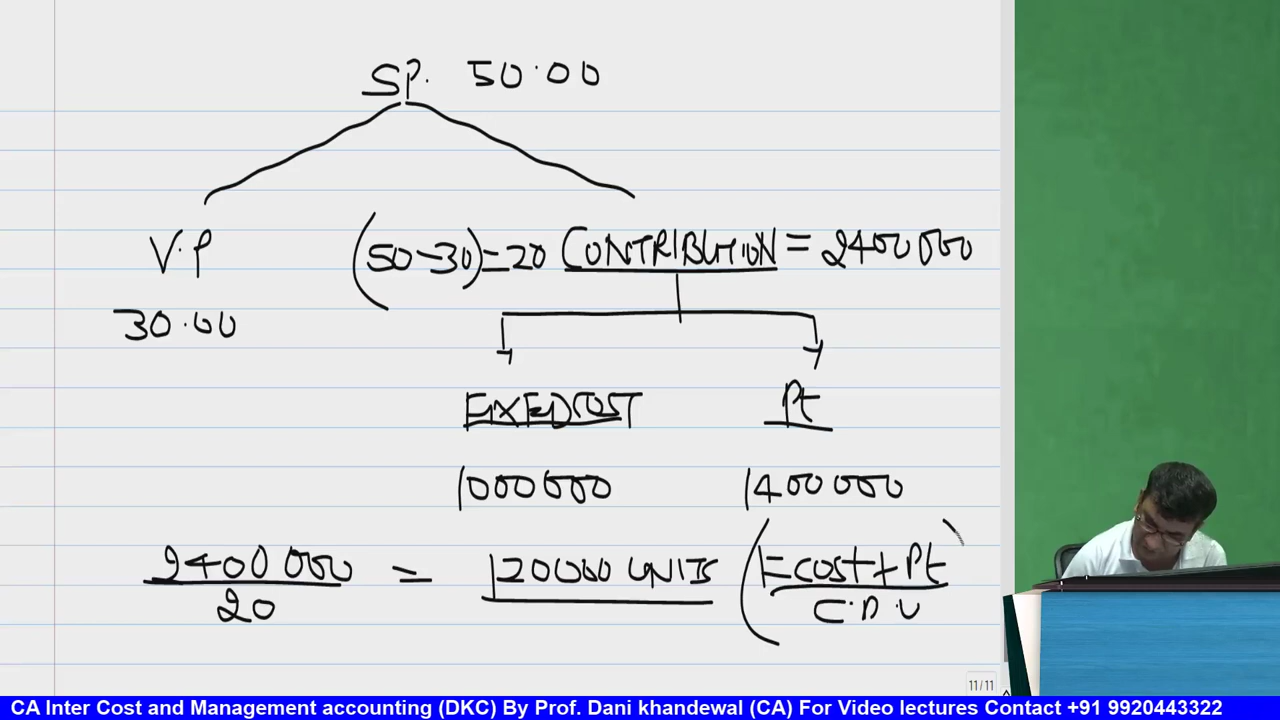 SP. 50.00
V.P (50-30)=20 CONTRIBUTION = 2400000
30.00
FIXED COST Pt
1000000 1400000
2400000 = 120000 UNITS (F=cost + Pt)
20 C.P.U
11/11
CA Inter Cost and Management accounting (DKC) By Prof. Dani khandewal (CA) For Video lectures Contact +91 9920443322